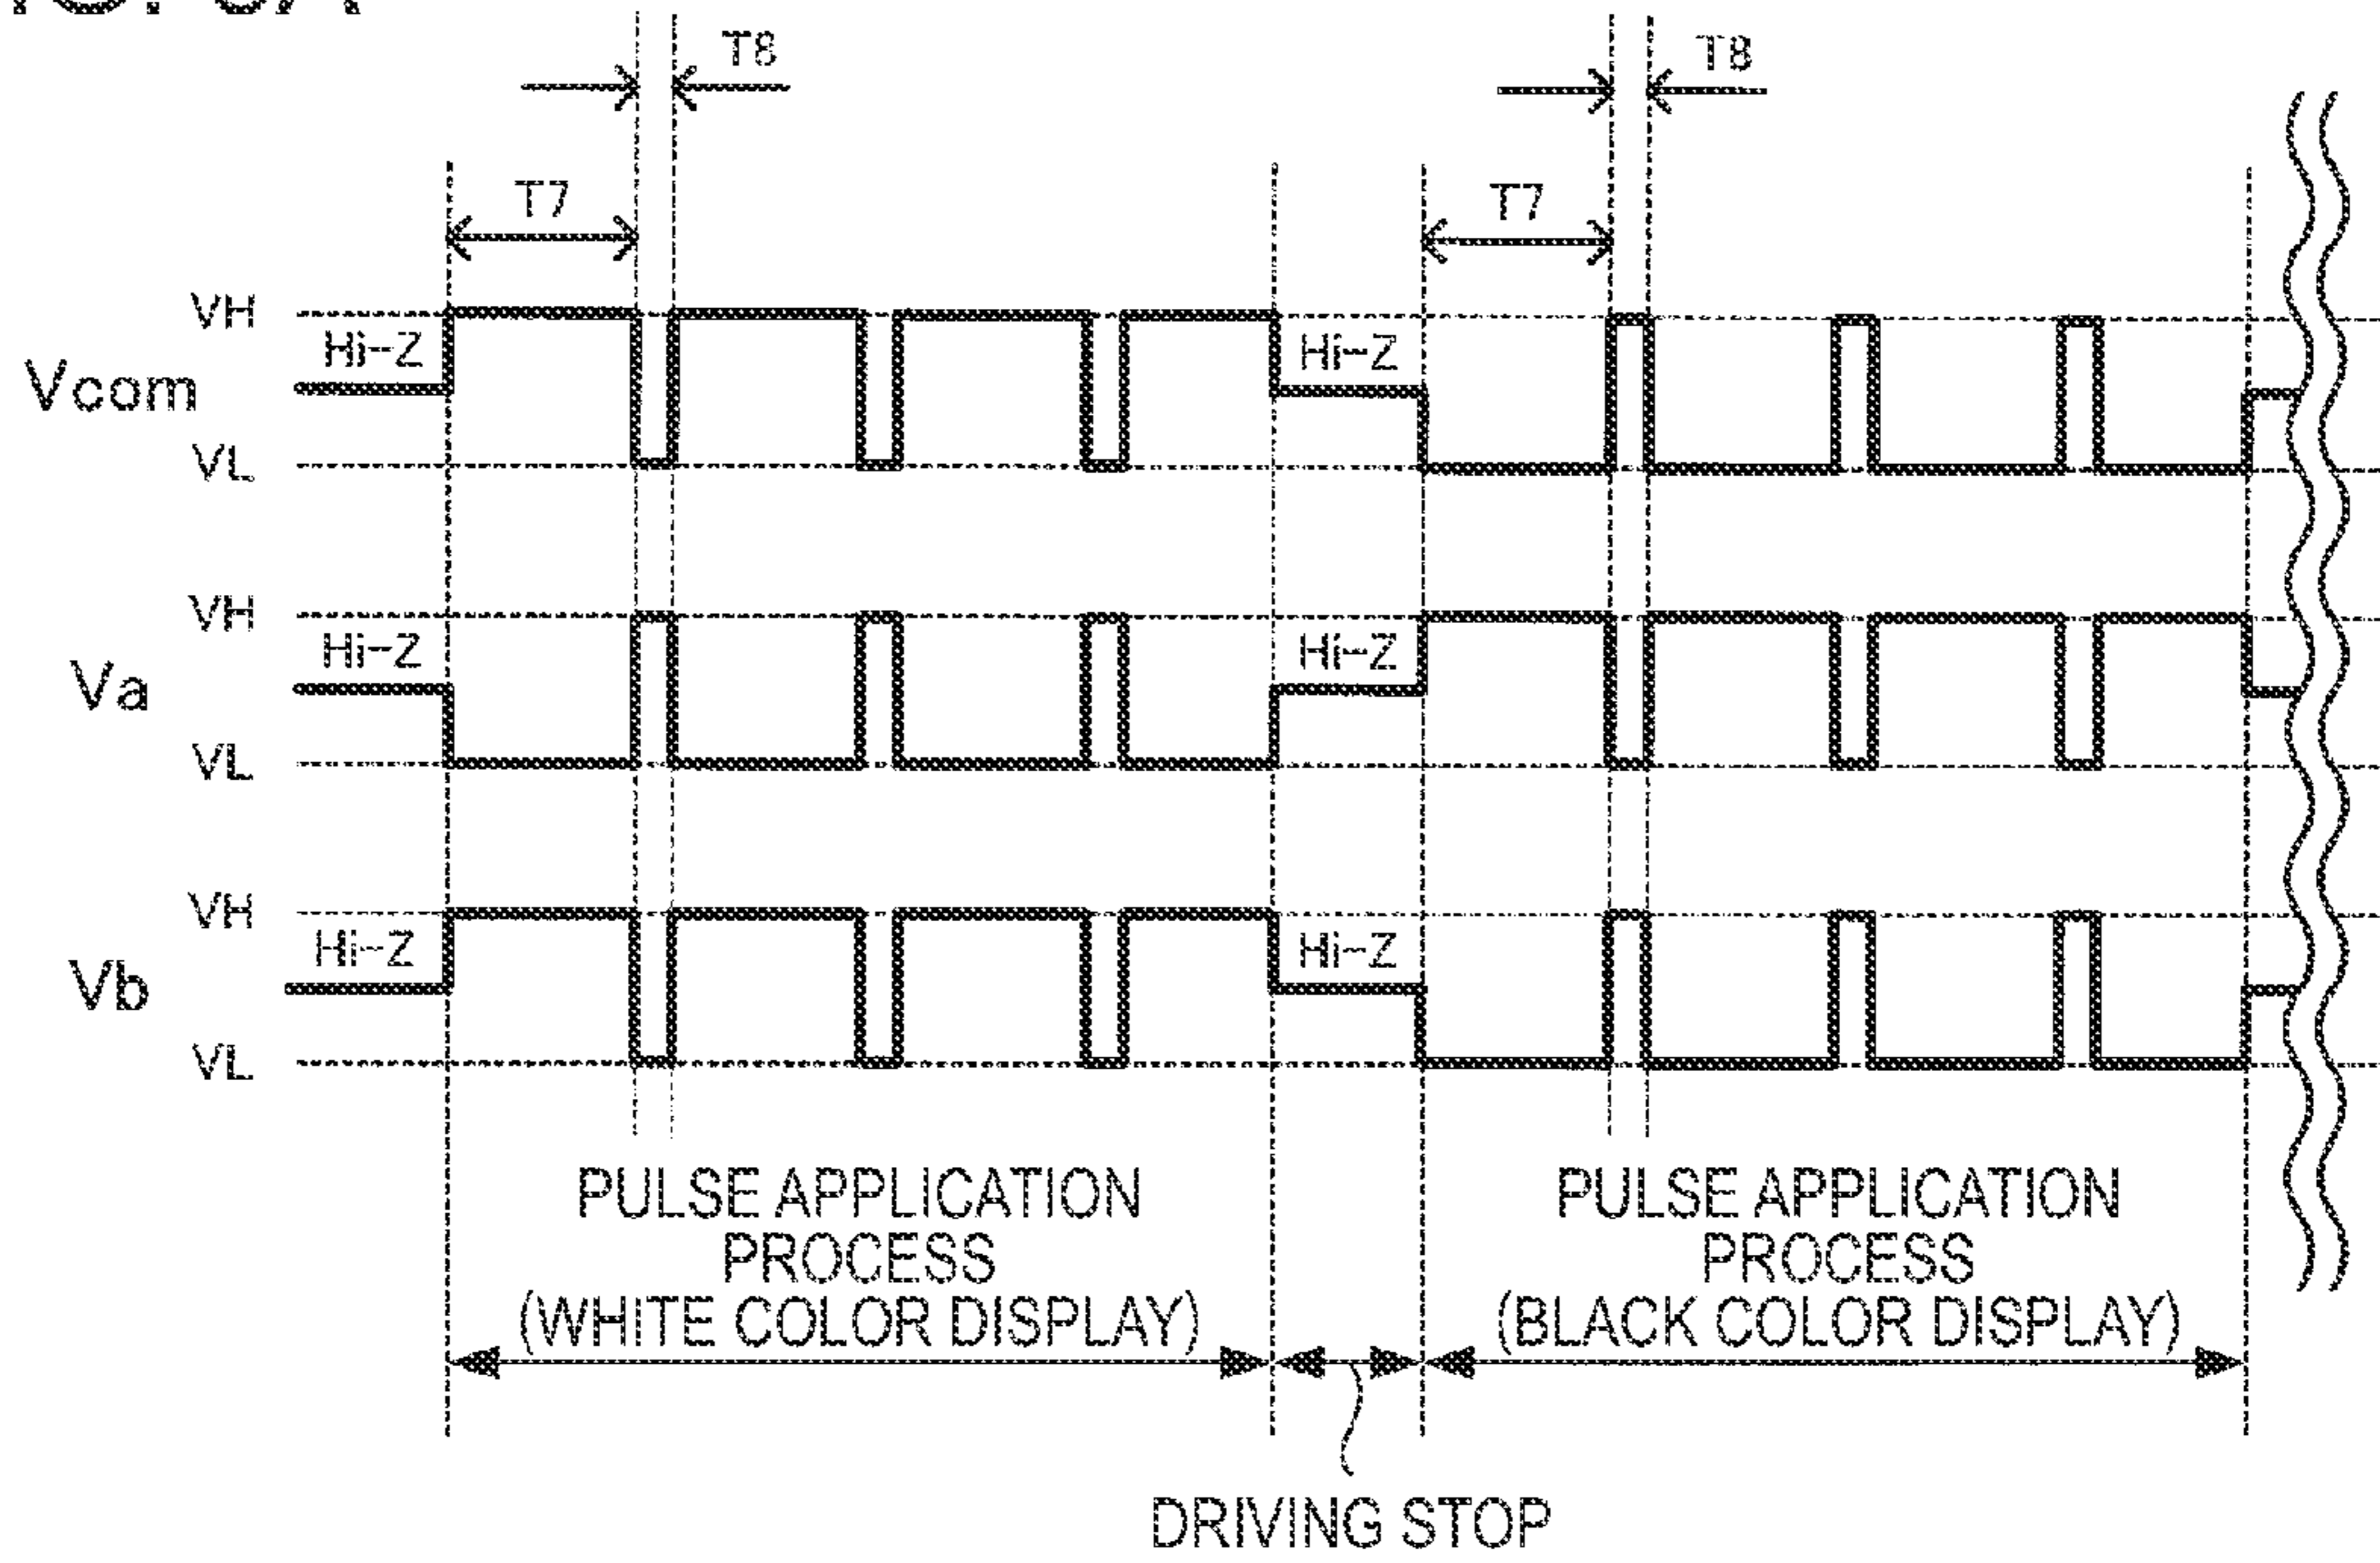 T8
T8
T7
T7
VH
Hi-Z
Hi-Z
Vcom
VL
VH
Hi-Z
Hi-Z
Va
VL
VH
Hi-Z
Hi-Z
Vb
VL
PULSE APPLICATION
PROCESS
(WHITE COLOR DISPLAY)
PULSE APPLICATION
PROCESS
(BLACK COLOR DISPLAY)
DRIVING STOP